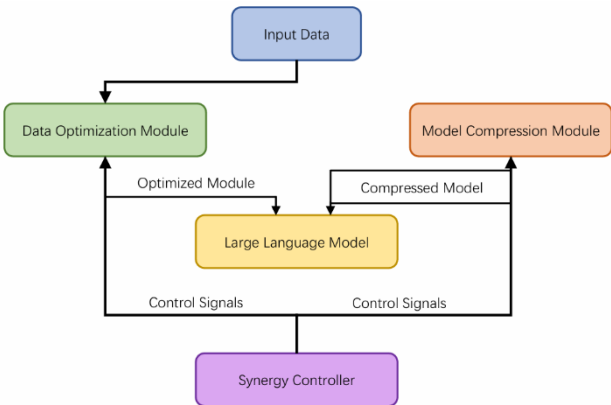 Input Data
Data Optimization Module
Model Compression Module
Optimized Module
Compressed Model
Large Language Model
Control Signals
Control Signals
Synergy Controller